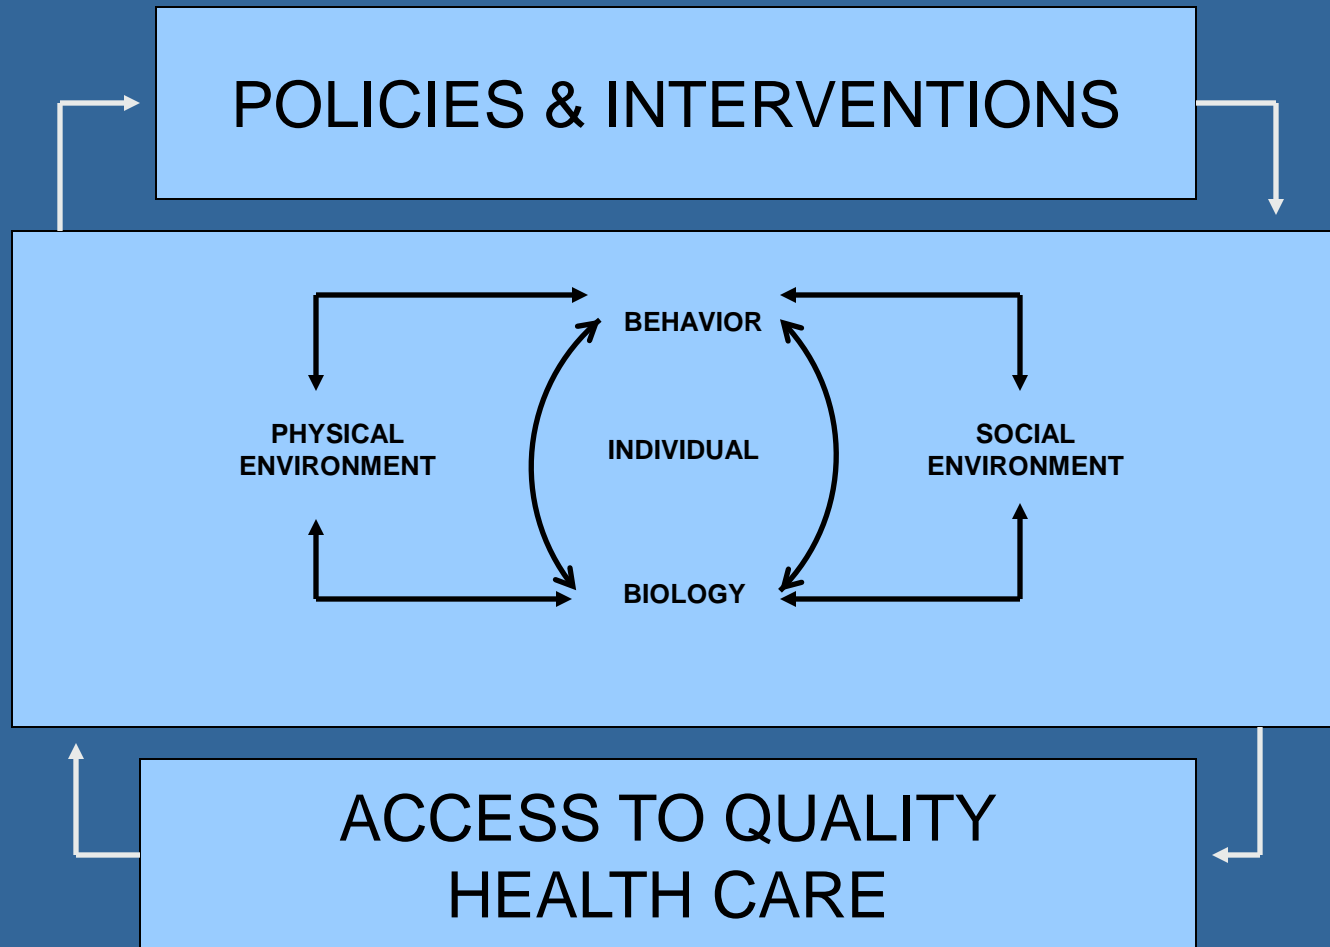 POLICIES & INTERVENTIONS
BEHAVIOR
PHYSICAL
ENVIRONMENT
INDIVIDUAL
SOCIAL
ENVIRONMENT
BIOLOGY
ACCESS TO QUALITY
HEALTH CARE